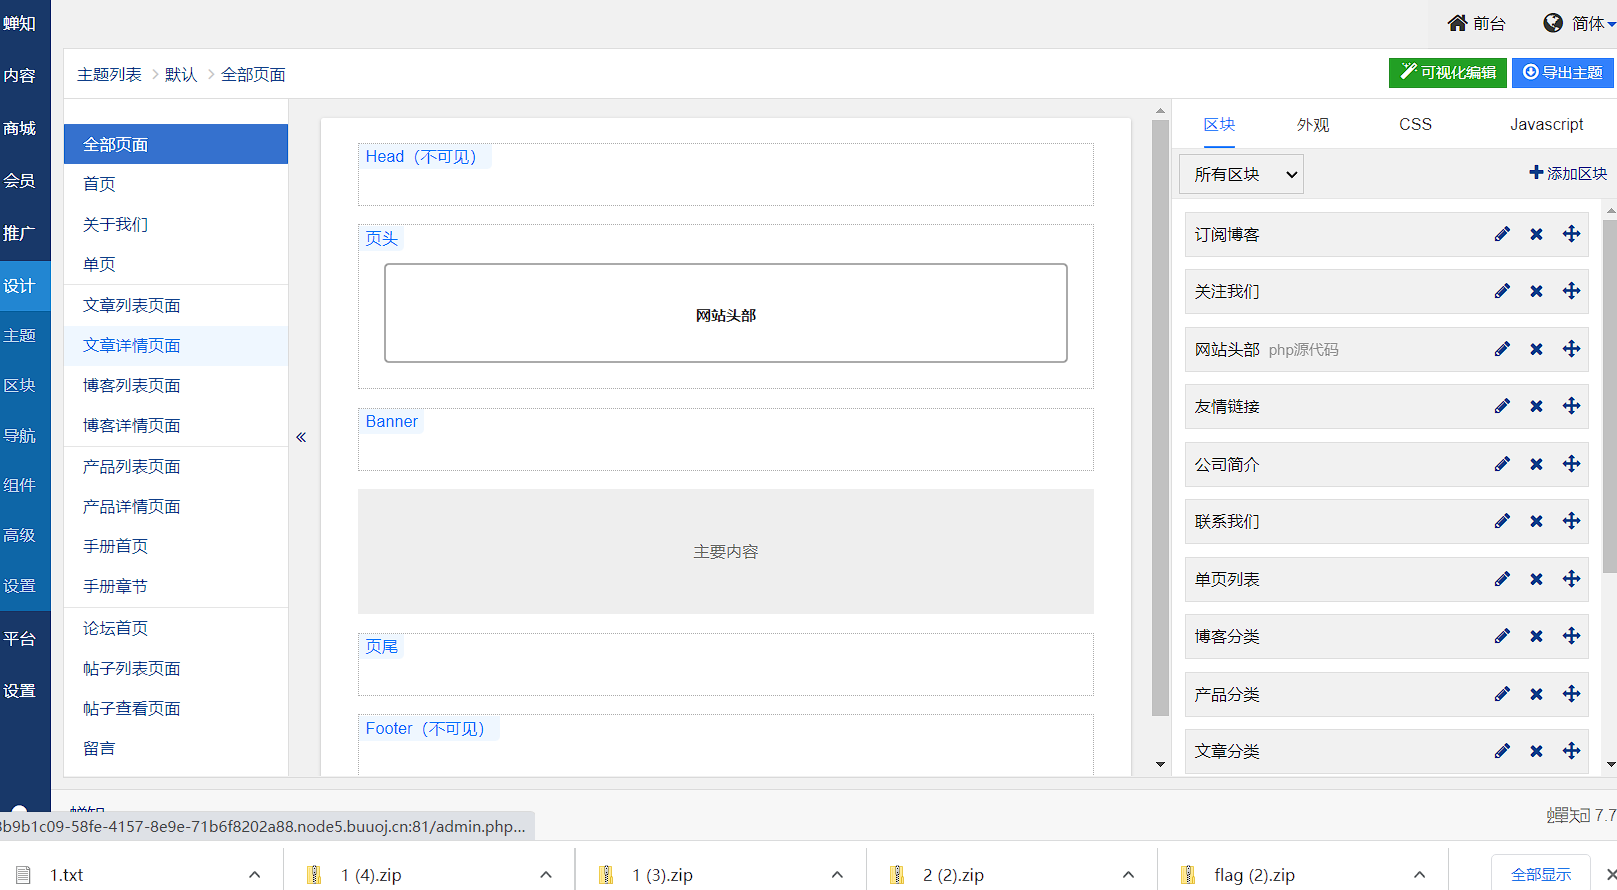 蝉知
内容
商城
会员
推广
设计
主题
区块
导航
组件
高级
设置
平台
设置
前台
简体
主题列表
默认
全部页面
可视化编辑
导出主题
全部页面
首页
关于我们
单页
文章列表页面
文章详情页面
博客列表页面
博客详情页面
产品列表页面
产品详情页面
手册首页
手册章节
论坛首页
帖子列表页面
帖子查看页面
留言
«
Head（不可见）
页头
网站头部
Banner
主要内容
页尾
Footer（不可见）
区块
外观
CSS
Javascript
所有区块
添加区块
订阅博客
关注我们
网站头部 php源代码
友情链接
公司简介
联系我们
单页列表
博客分类
产品分类
文章分类
蝉知 7.7
b9b1c09-58fe-4157-8e9e-71b6f8202a88.node5.buuoj.cn:81/admin.php...
1.txt
1 (4).zip
1 (3).zip
2 (2).zip
flag (2).zip
全部显示